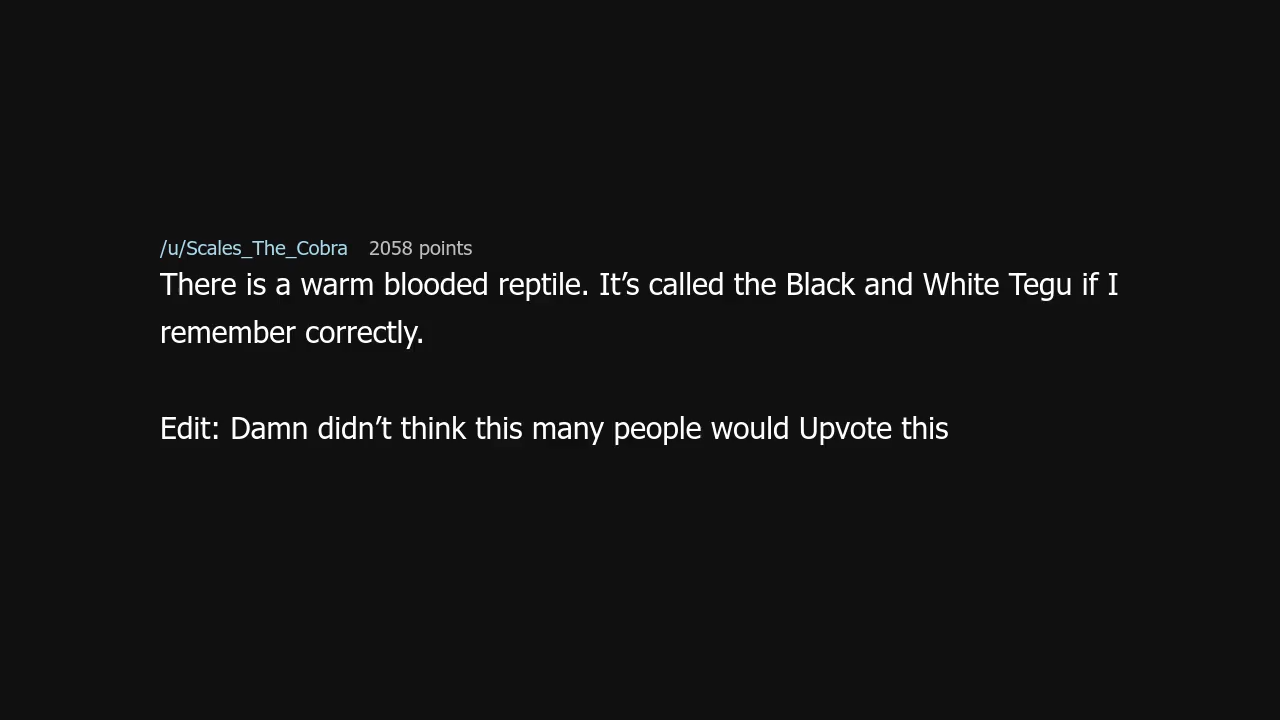 /u/Scales_The_Cobra 2058 points
There is a warm blooded reptile. It’s called the Black and White Tegu if I
remember correctly.
Edit: Damn didn’t think this many people would Upvote this